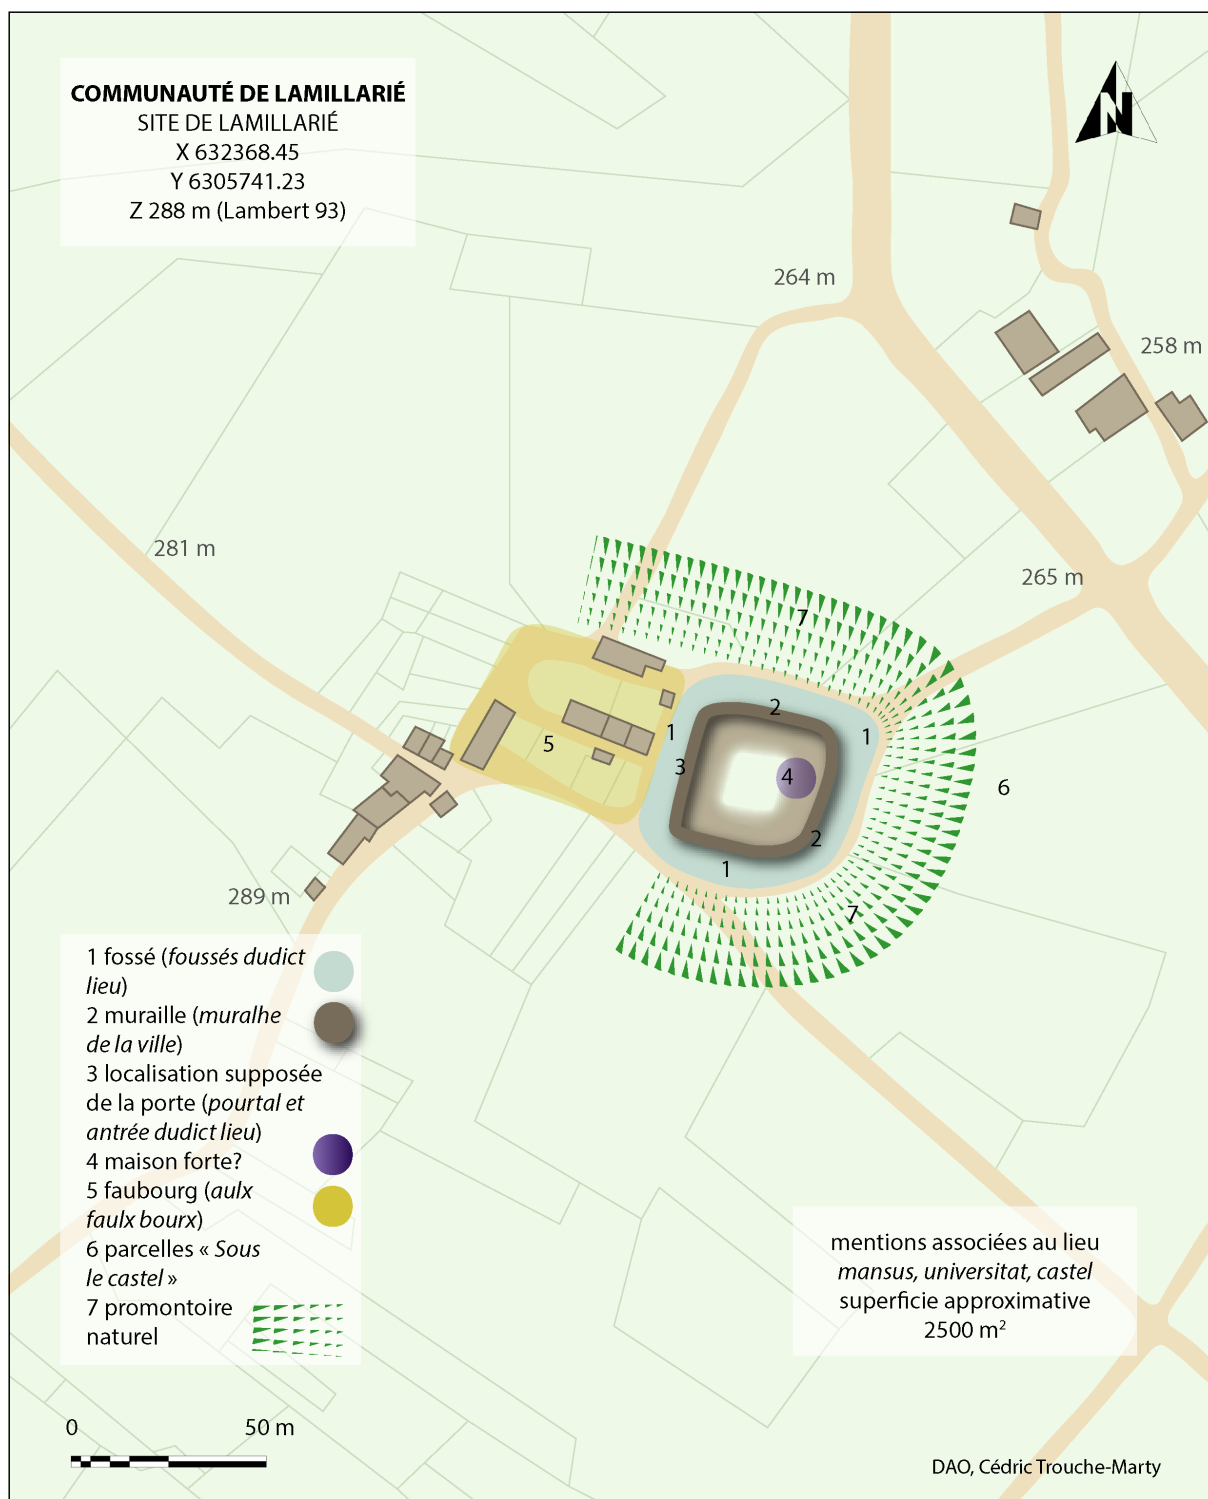 COMMUNAUTÉ DE LAMILLARIÉ
SITE DE LAMILLARIÉ
X 632368.45
Y 6305741.23
Z 288 m (Lambert 93)
N
264 m
258 m
281 m
265 m
7
2
1
1
5
3
4
6
2
1
7
289 m
1 fossé (foussés dudict
lieu)
2 muraille (muralhe
de la ville)
3 localisation supposée
de la porte (pourtal et
antrée dudict lieu)
4 maison forte?
5 faubourg (aulx
faulx bourx)
6 parcelles « Sous
le castel »
7 promontoire
naturel
mentions associées au lieu
mansus, universitat, castel
superficie approximative
2500 m²
0 50 m
DAO, Cédric Trouche-Marty